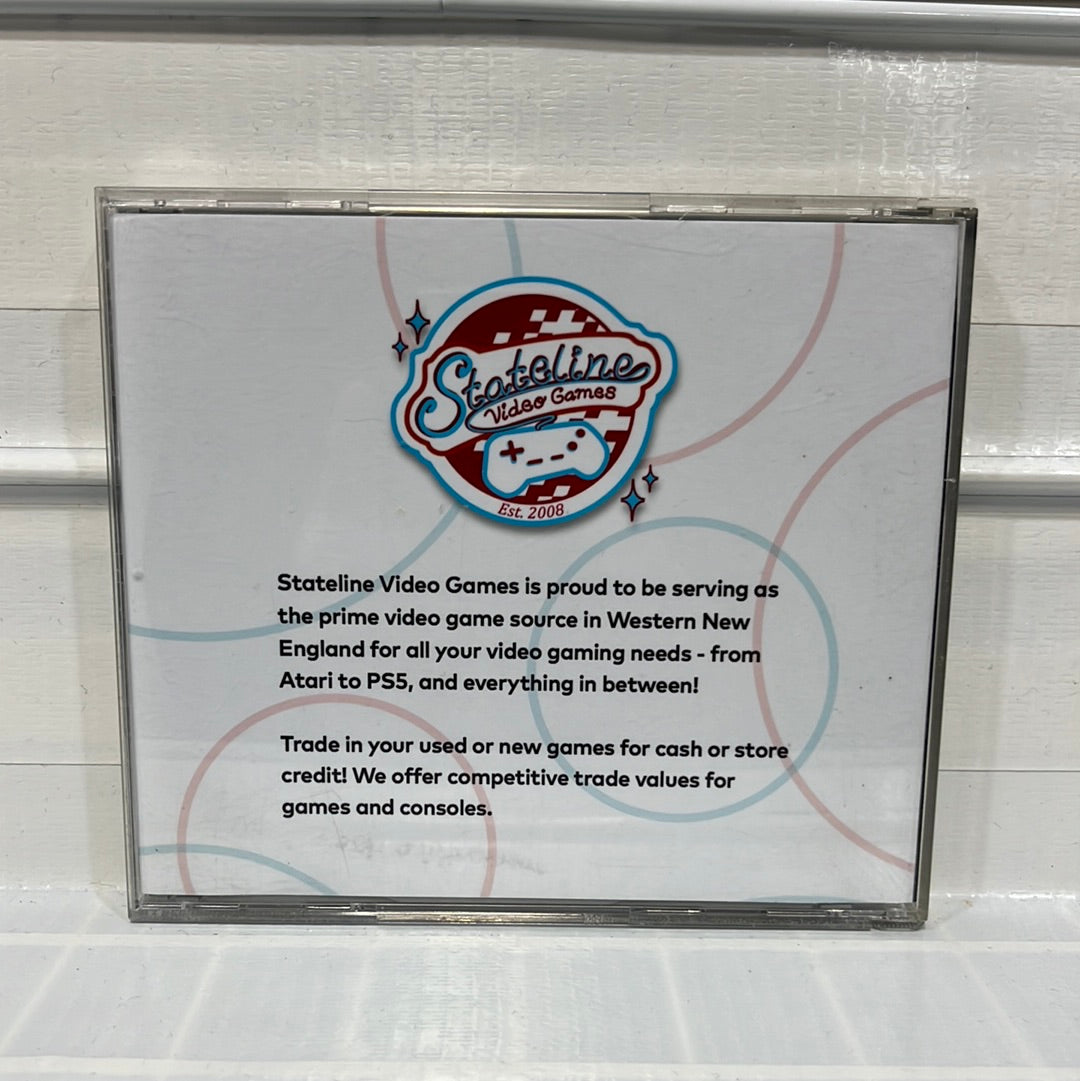 Stateline
Video Games
Est. 2008
Stateline Video Games is proud to be serving as
the prime video game source in Western New
England for all your video gaming needs - from
Atari to PS5, and everything in between!
Trade in your used or new games for cash or store
credit! We offer competitive trade values for
games and consoles.